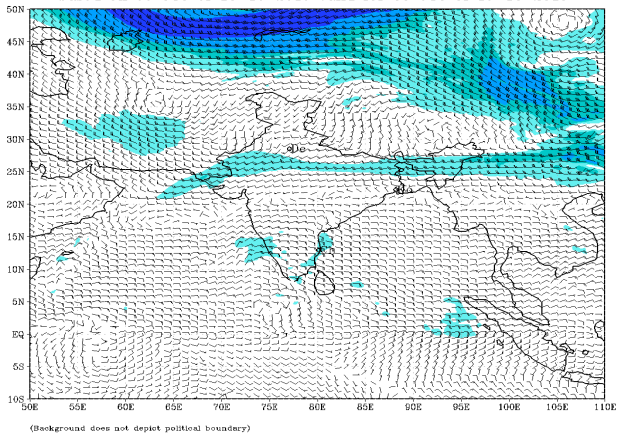 50N
45N
40N
35N
30N
25N
20N
15N
10N
5N
EQ
5S
10S
50E 55E 60E 65E 70E 75E 80E 85E 90E 95E 100E 105E 110E
(Background does not depict political boundary)